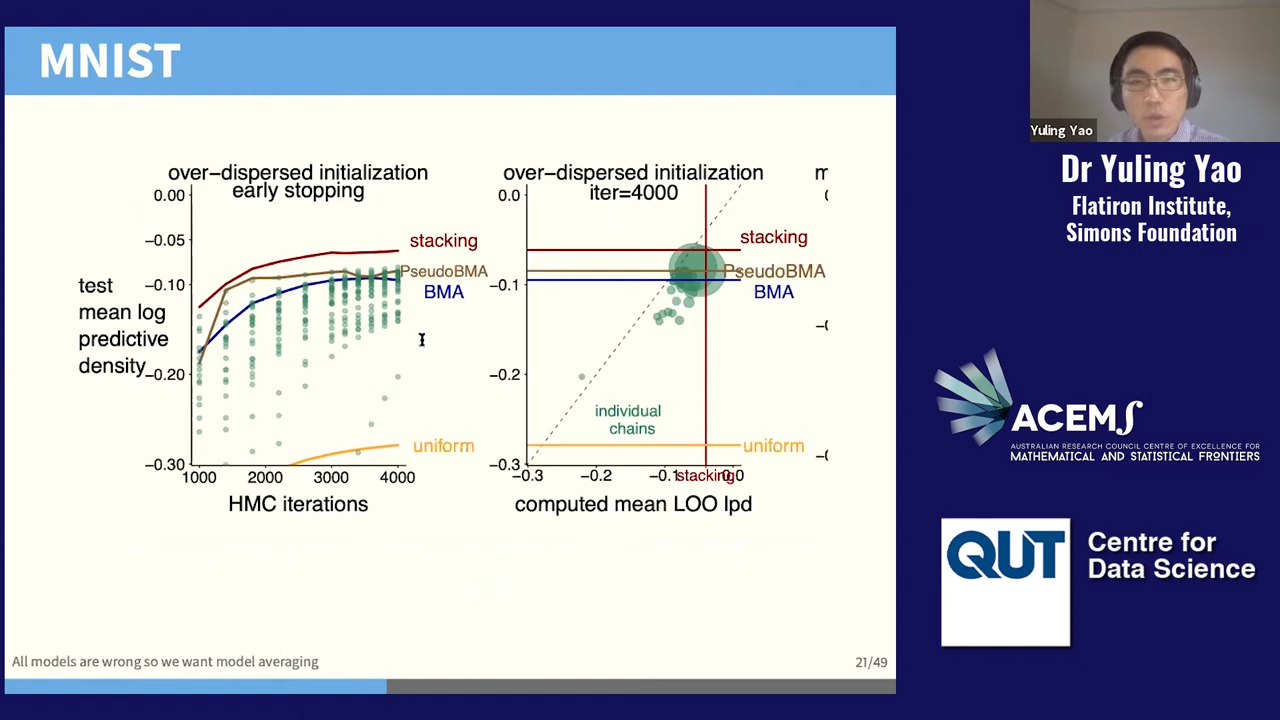 MNIST
over-dispersed initialization
early stopping
0.00
-0.05
-0.10
-0.20
-0.30
test
mean log
predictive
density
stacking
PseudoBMA
BMA
uniform
1000 2000 3000 4000
HMC iterations
over-dispersed initialization
iter=4000
0.0
-0.1
-0.2
-0.3
stacking
PseudoBMA
BMA
individual
chains
uniform
-0.3 -0.2 -0.1 0.0
stacking
computed mean LOO lpd
m
All models are wrong so we want model averaging
21/49
Yuling Yao
Dr Yuling Yao
Flatiron Institute,
Simons Foundation
ACEMS
AUSTRALIAN RESEARCH COUNCIL CENTRE OF EXCELLENCE FOR
MATHEMATICAL AND STATISTICAL FRONTIERS
QUT
Centre for
Data Science